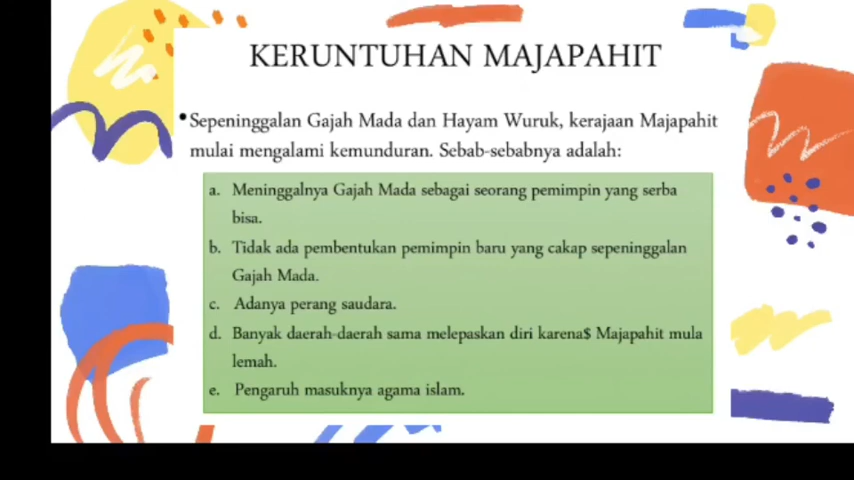 KERUNTUHAN MAJAPAHIT
•Sepeninggalan Gajah Mada dan Hayam Wuruk, kerajaan Majapahit
mulai mengalami kemunduran. Sebab-sebabnya adalah:
a. Meninggalnya Gajah Mada sebagai seorang pemimpin yang serba
bisa.
b. Tidak ada pembentukan pemimpin baru yang cakap sepeninggalan
Gajah Mada.
c. Adanya perang saudara.
d. Banyak daerah-daerah sama melepaskan diri karena$ Majapahit mula
lemah.
e. Pengaruh masuknya agama islam.